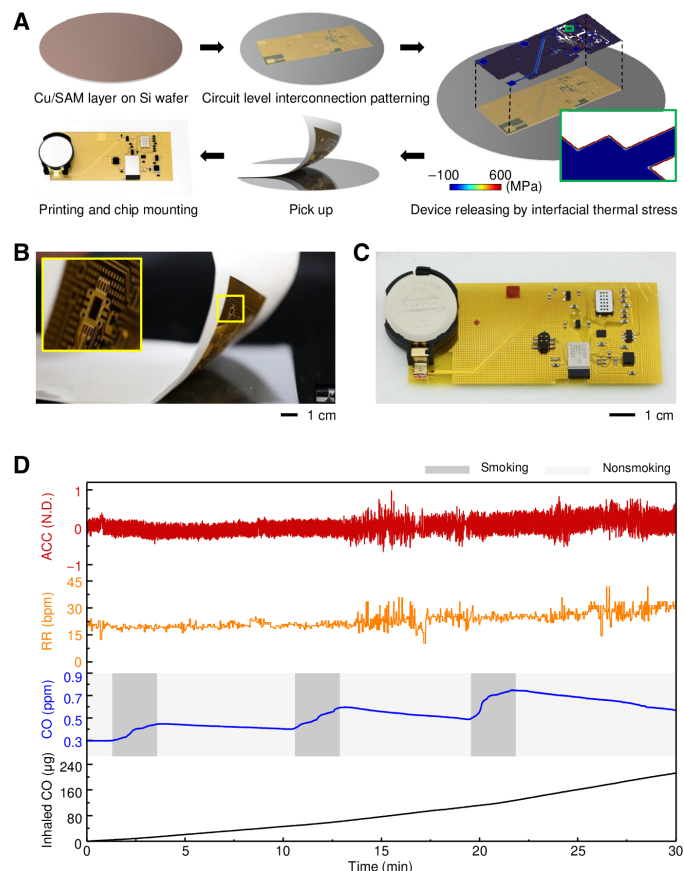 A
Cu/SAM layer on Si wafer
Circuit level interconnection patterning
−100 600
(MPa)
Printing and chip mounting
Pick up
Device releasing by interfacial thermal stress
B
1 cm
C
1 cm
D
Smoking
Nonsmoking
ACC (N.D.)
1
0
−1
RR (bpm)
45
30
15
0
CO (ppm)
0.9
0.7
0.5
0.3
Inhaled CO (µg)
240
160
80
0
0 5 10 15 20 25 30
Time (min)